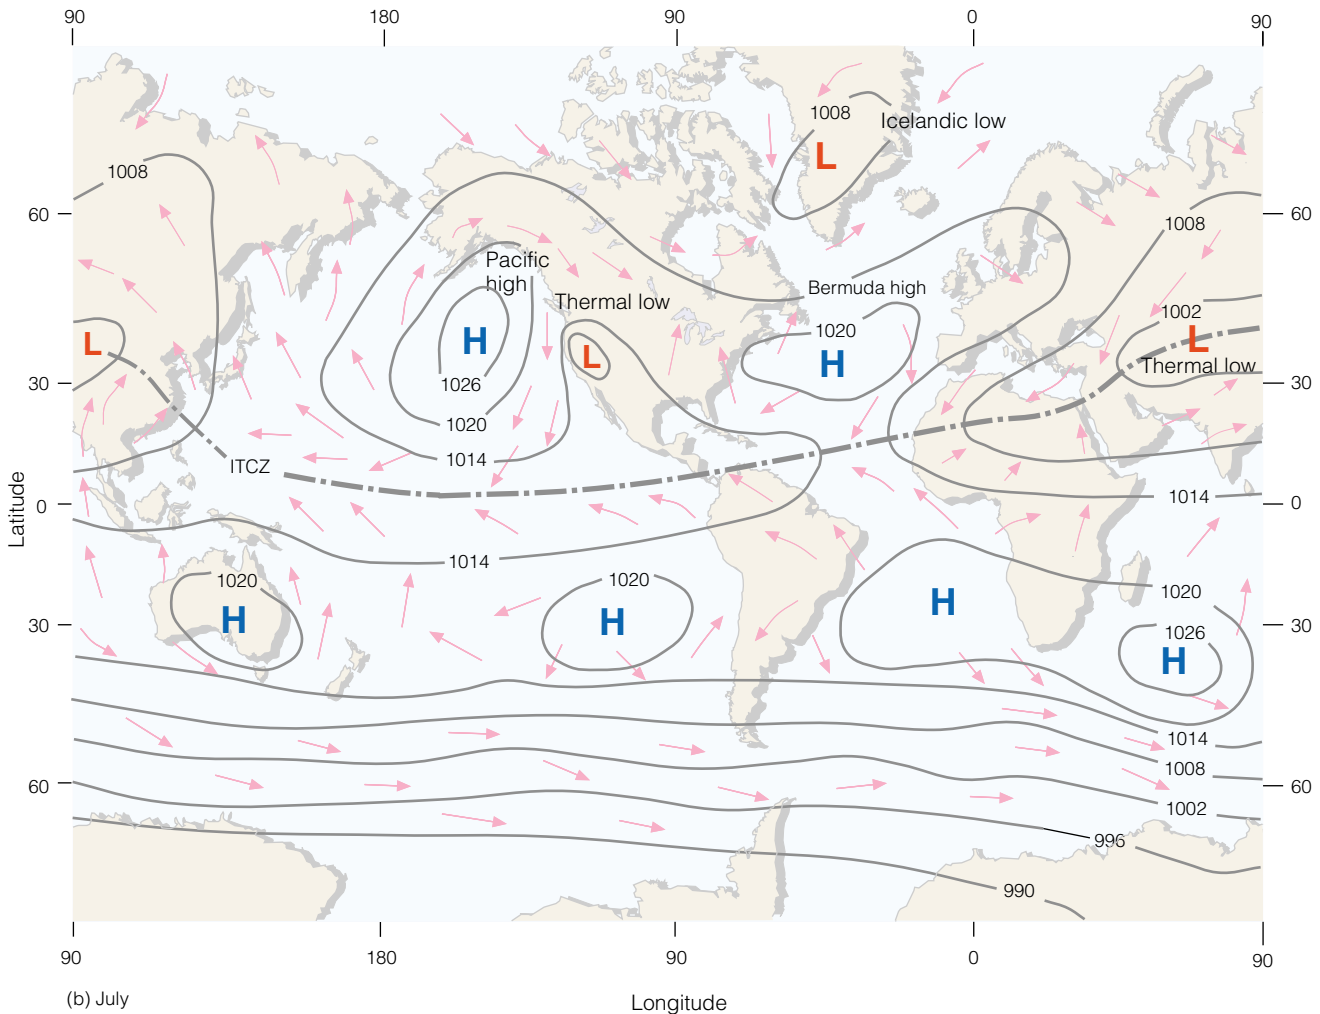 90 180 90 0 90
1008
Icelandic low
L
1008
60 60
1008
Pacific
high
Bermuda high
Thermal low
1002
1020
L H L H L
Thermal low
30 1026 30
1020
1014
ITCZ
Latitude
1014
0 0
1014
1020 1020 1020
H H H
30 30
1026
H
1014
1008
60 60
1002
996
990
90 180 90 0 90
(b) July
Longitude